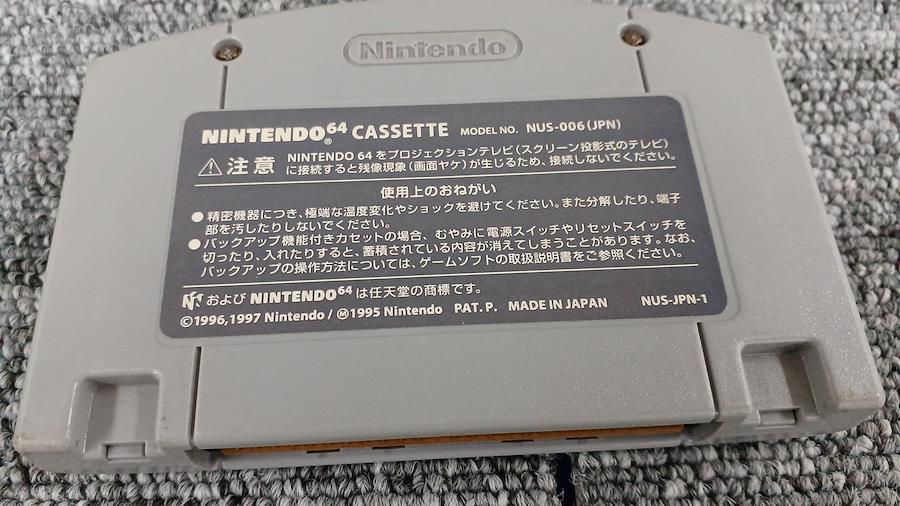 Nintendo
NINTENDO64® CASSETTE MODEL NO. NUS-006(JPN)
⚠注意 NINTENDO 64をプロジェクションテレビ(スクリーン投影式のテレビ)
に接続すると残像現象(画面ヤケ)が生じるため、接続しないでください。
使用上のおねがい
●精密機器につき、極端な温度変化やショックを避けてください。また分解したり、端子
部を汚したりしないでください。
●バックアップ機能付きカセットの場合、むやみに電源スイッチやリセットスイッチを
切ったり、入れたりすると、蓄積されている内容が消えてしまうことがあります。なお、
バックアップの操作方法については、ゲームソフトの取扱説明書をご参照ください。
および NINTENDO64は任天堂の商標です。
©1996,1997 Nintendo/Ⓜ1995 Nintendo PAT. P. MADE IN JAPAN NUS-JPN-1